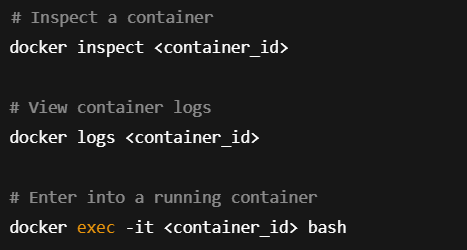 # Inspect a container
docker inspect <container_id>
# View container logs
docker logs <container_id>
# Enter into a running container
docker exec -it <container_id> bash